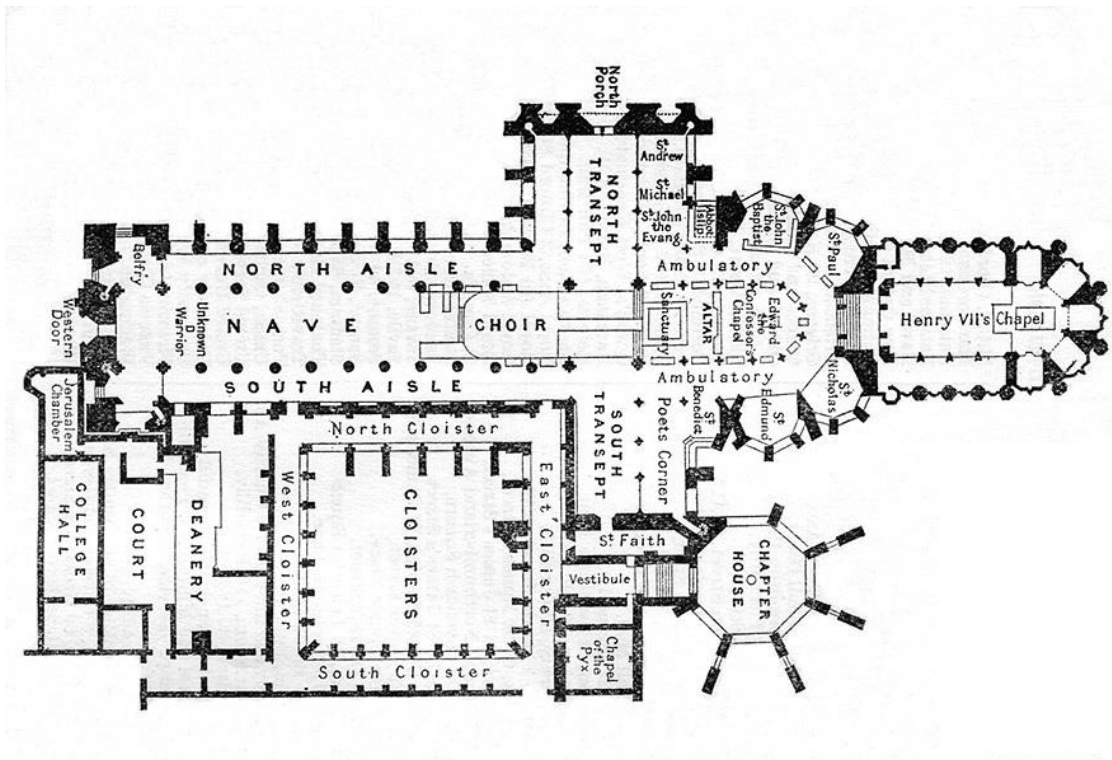 North
Porch
St
Andrew
St
Michael
St John
the
Evang.
NORTH
TRANSEPT
Abbot
Islip
St John
the
Baptist
St Paul
Belfry
NORTH AISLE
Ambulatory
Western
Door
Unknown
Warrior
NAVE
CHOIR
Sanctuary
ALTAR
Edward
the
Confessor's
Chapel
Henry VII's Chapel
SOUTH AISLE
Ambulatory
St
Nicholas
St
Edmund
St
Benedict
Jerusalem
Chamber
North Cloister
SOUTH
TRANSEPT
Poets Corner
COLLEGE
HALL
COURT
DEANERY
West Cloister
CLOISTERS
East Cloister
St Faith
Vestibule
CHAPTER
HOUSE
Chapel
of the
Pyx
South Cloister